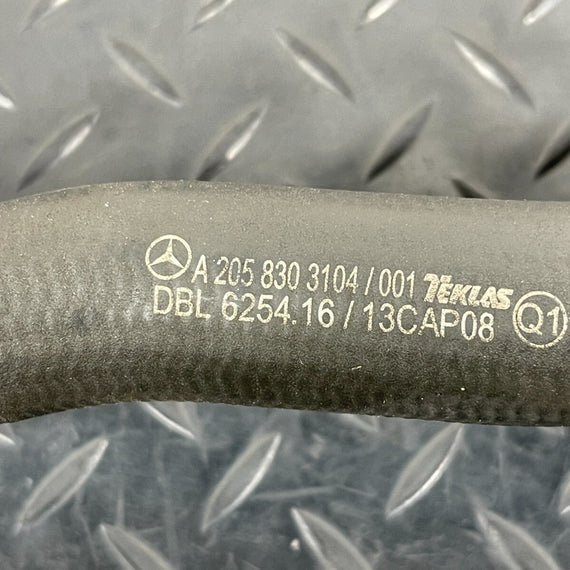 A 205 830 3104 / 001 TEKLAS
DBL 6254.16 / 13CAP08 Q1